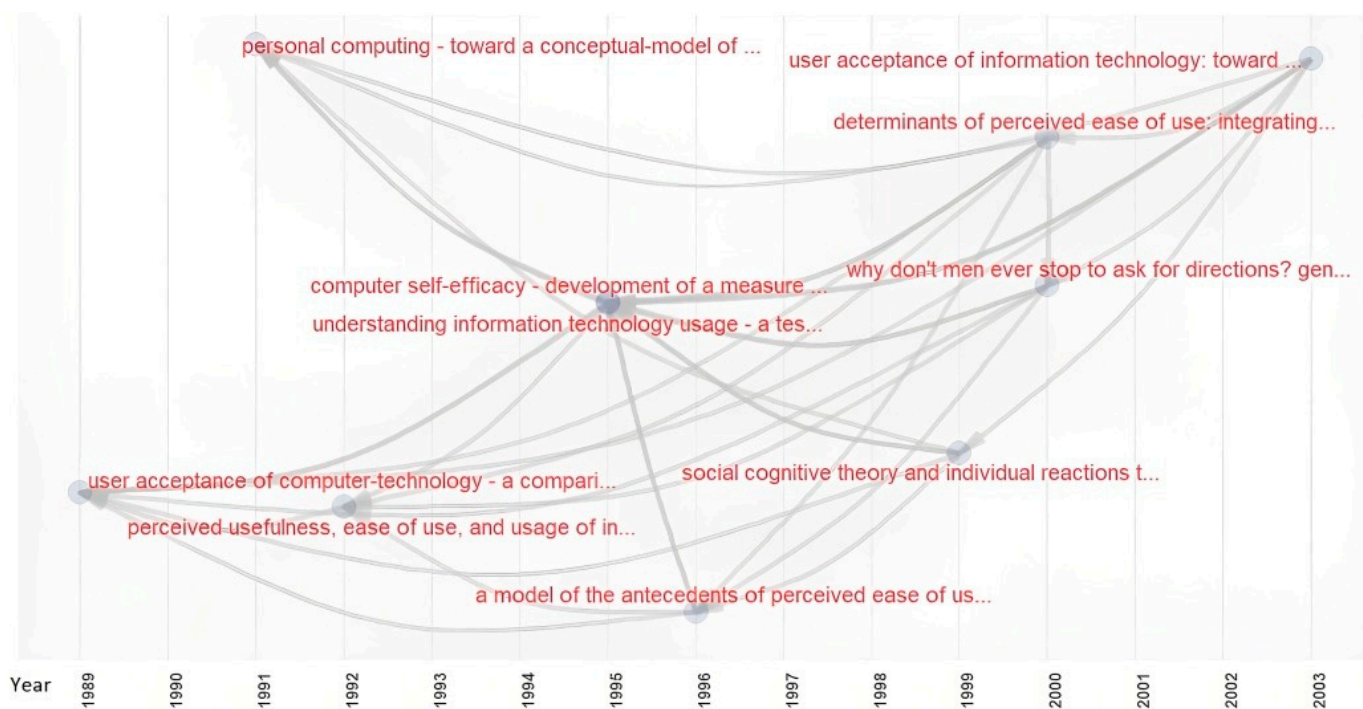 personal computing - toward a conceptual-model of ...
user acceptance of information technology: toward ...
determinants of perceived ease of use: integrating...
why don't men ever stop to ask for directions? gen...
computer self-efficacy - development of a measure ...
understanding information technology usage - a tes...
social cognitive theory and individual reactions t...
user acceptance of computer-technology - a compari...
perceived usefulness, ease of use, and usage of in...
a model of the antecedents of perceived ease of us...
Year
1989
1990
1991
1992
1993
1994
1995
1996
1997
1998
1999
2000
2001
2002
2003